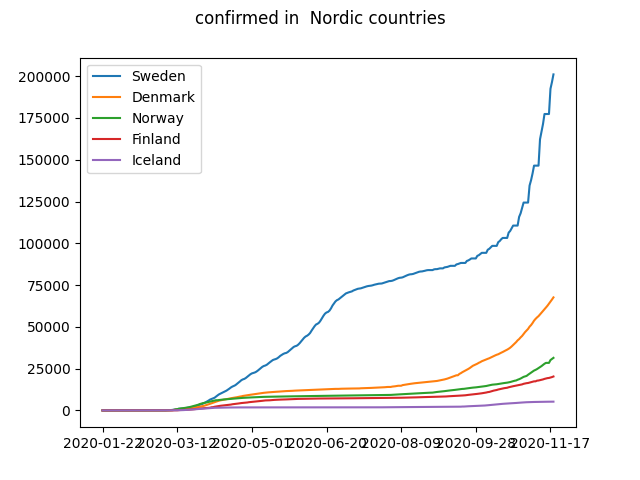 confirmed in  Nordic countries
Sweden
Denmark
Norway
Finland
Iceland
200000
175000
150000
125000
100000
75000
50000
25000
0
2020-01-22 2020-03-12 2020-05-01 2020-06-20 2020-08-09 2020-09-28 2020-11-17